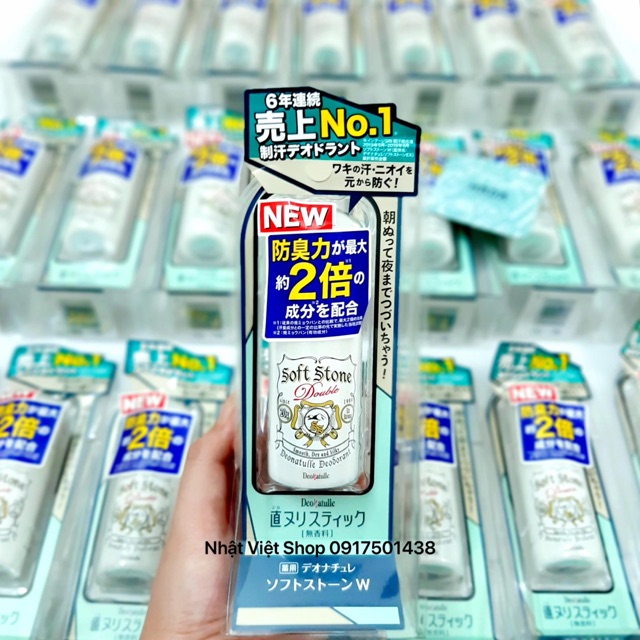 6年連続
売上No.1
制汗デオドラント
ワキの汗・ニオイを
元から防ぐ!
朝ぬって夜までつづいちゃう!
NEW
防臭力が最大
約2倍の
成分を配合
Soft Stone
Double
Smooth, Dry and Silky
Deonatulle Deodorant
Deonatulle
直ヌリスティック
[無香料]
Nhật Việt Shop 0917501438
薬用 デオナチュレ
ソフトストーンW